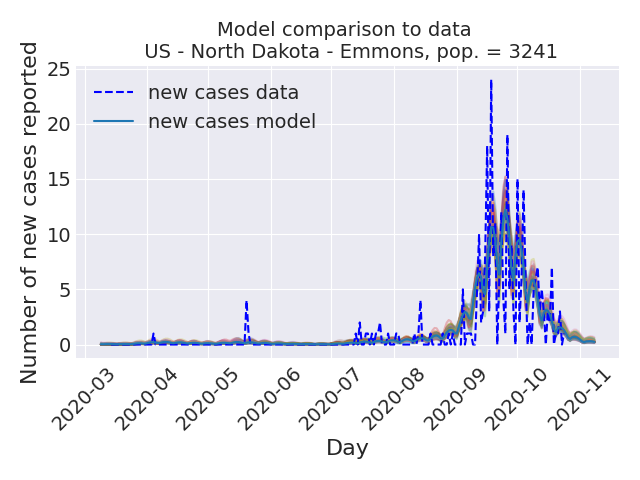 Model comparison to data
US - North Dakota - Emmons, pop. = 3241
Number of new cases reported
25
20
15
10
5
0
new cases data
new cases model
2020-03
2020-04
2020-05
2020-06
2020-07
2020-08
2020-09
2020-10
2020-11
Day